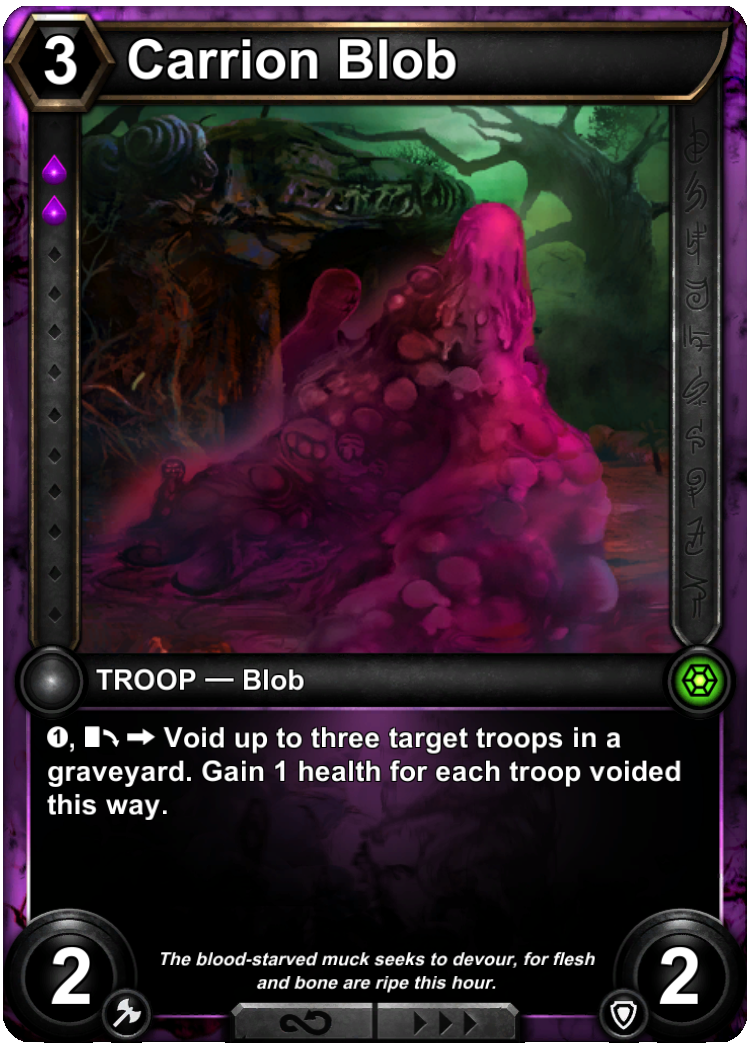 3
Carrion Blob
TROOP — Blob
1, ➡ Void up to three target troops in a
graveyard. Gain 1 health for each troop voided
this way.
The blood-starved muck seeks to devour, for flesh
and bone are ripe this hour.
2
2